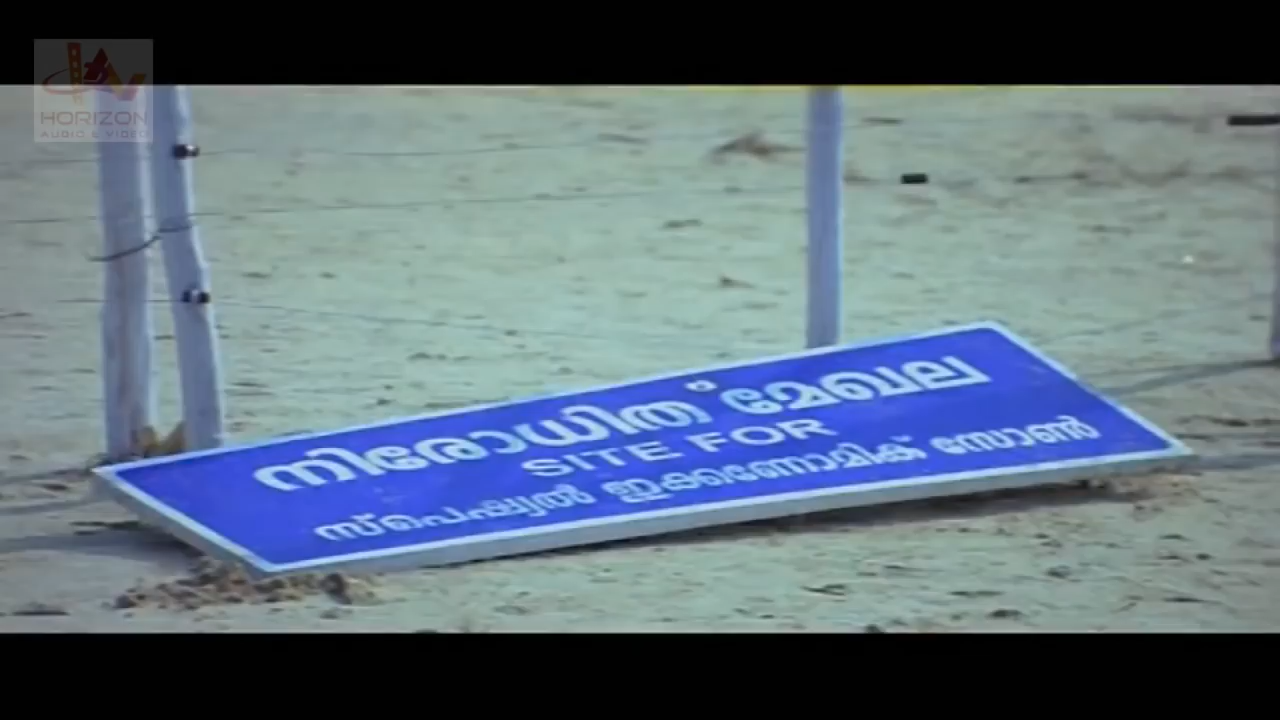 HORIZON
AUDIO & VIDEO
നിരോധിത മേഖല
SITE FOR
സ്പെഷ്യൽ ഇക്കണോമിക് സോൺ